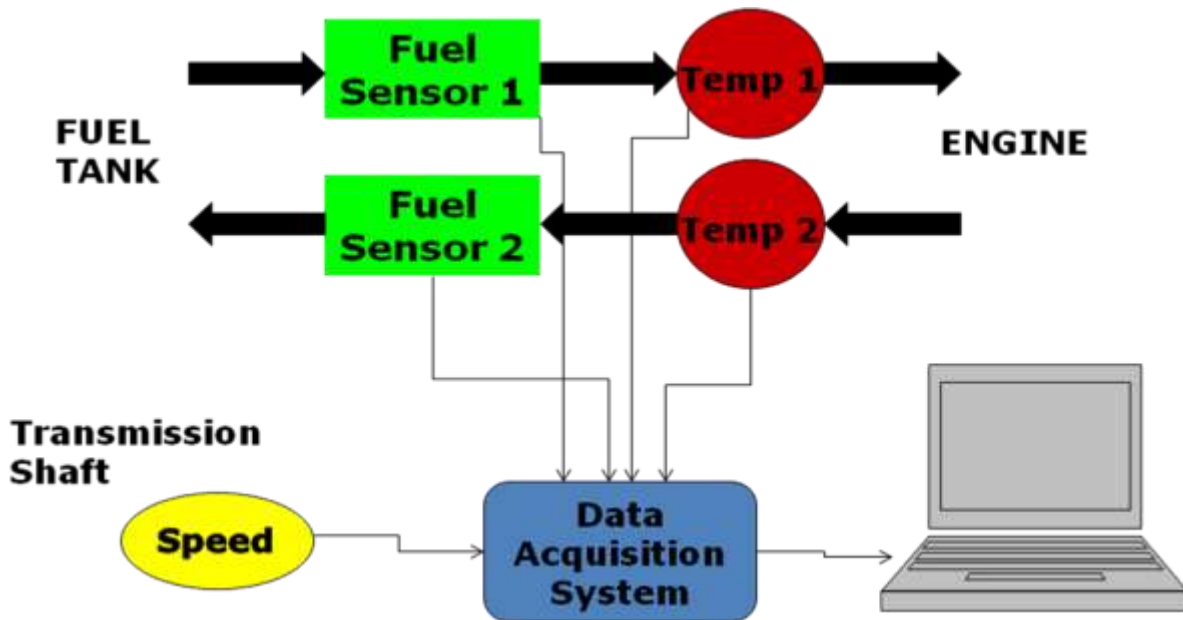 Fuel
Sensor 1
Temp 1
FUEL
TANK
ENGINE
Fuel
Sensor 2
Temp 2
Transmission
Shaft
Speed
Data
Acquisition
System